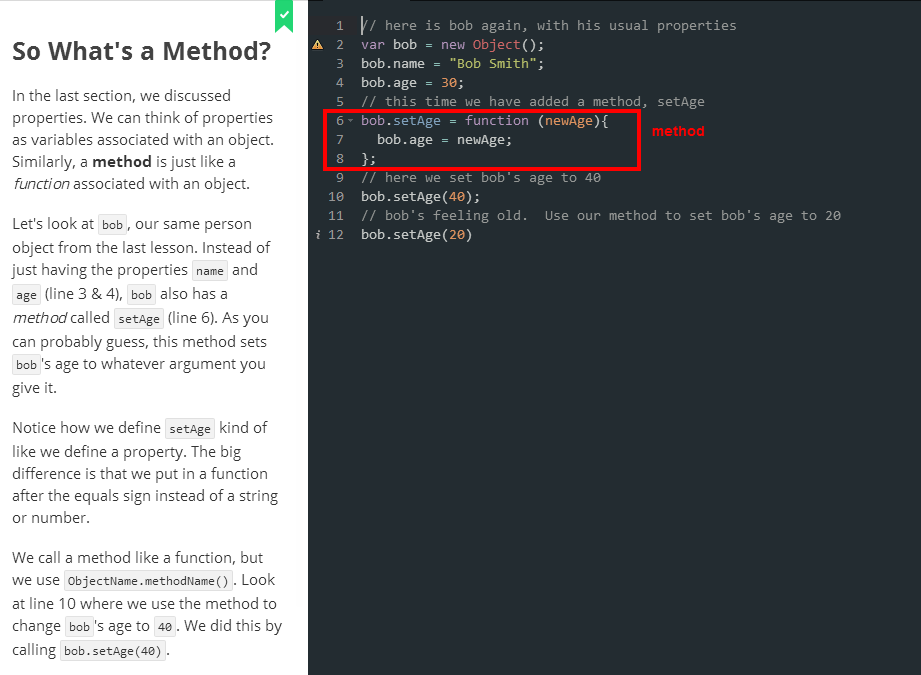 So What's a Method?
In the last section, we discussed
properties. We can think of properties
as variables associated with an object.
Similarly, a method is just like a
function associated with an object.
Let's look at bob, our same person
object from the last lesson. Instead of
just having the properties name and
age (line 3 & 4), bob also has a
method called setAge (line 6). As you
can probably guess, this method sets
bob's age to whatever argument you
give it.
Notice how we define setAge kind of
like we define a property. The big
difference is that we put in a function
after the equals sign instead of a string
or number.
We call a method like a function, but
we use ObjectName.methodName(). Look
at line 10 where we use the method to
change bob's age to 40. We did this by
calling bob.setAge(40).
1 // here is bob again, with his usual properties
2 var bob = new Object();
3 bob.name = "Bob Smith";
4 bob.age = 30;
5 // this time we have added a method, setAge
6 bob.setAge = function (newAge){
method
7 bob.age = newAge;
8 };
9 // here we set bob's age to 40
10 bob.setAge(40);
11 // bob's feeling old.  Use our method to set bob's age to 20
i 12 bob.setAge(20)